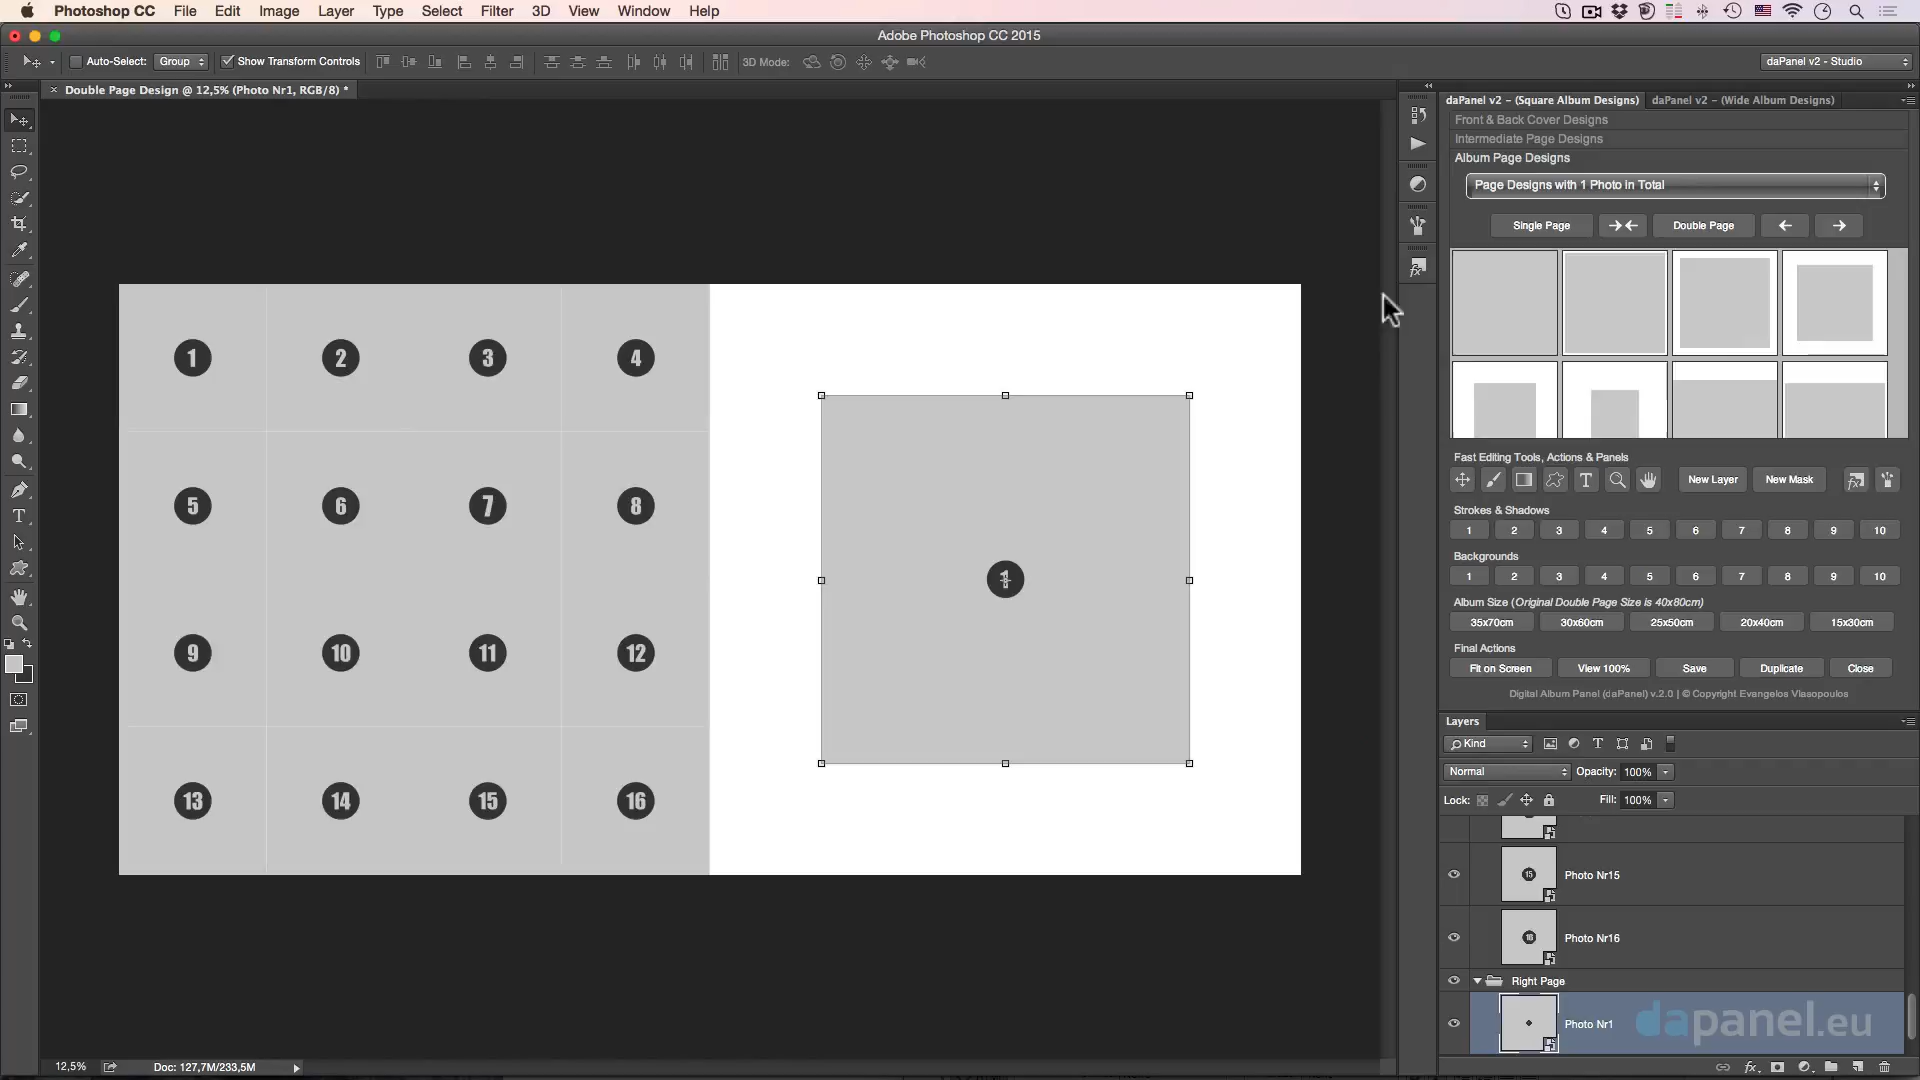 Photoshop CC File Edit Image Layer Type Select Filter 3D View Window Help
Adobe Photoshop CC 2015
Auto-Select: Group Show Transform Controls 3D Mode: daPanel v2 - Studio
× Double Page Design @ 12,5% (Photo Nr1, RGB/8) *
daPanel v2 – (Square Album Designs) daPanel v2 – (Wide Album Designs)
Front & Back Cover Designs
Intermediate Page Designs
Album Page Designs
Page Designs with 1 Photo in Total
Single Page Double Page
1 2 3 4
5 6 7 8
1
9 10 11 12
13 14 15 16
Fast Editing Tools, Actions & Panels
T New Layer New Mask fx
Strokes & Shadows
1 2 3 4 5 6 7 8 9 10
Backgrounds
1 2 3 4 5 6 7 8 9 10
Album Size (Original Double Page Size is 40x80cm)
35x70cm 30x60cm 25x50cm 20x40cm 15x30cm
Final Actions
Fit on Screen View 100% Save Duplicate Close
Digital Album Panel (daPanel) v.2.0 | © Copyright Evangelos Vlasopoulos
Layers
Kind T
Normal Opacity: 100%
Lock: Fill: 100%
15 Photo Nr15
16 Photo Nr16
Right Page
Photo Nr1
dapanel.eu
12,5% Doc: 127,7M/233,5M fx